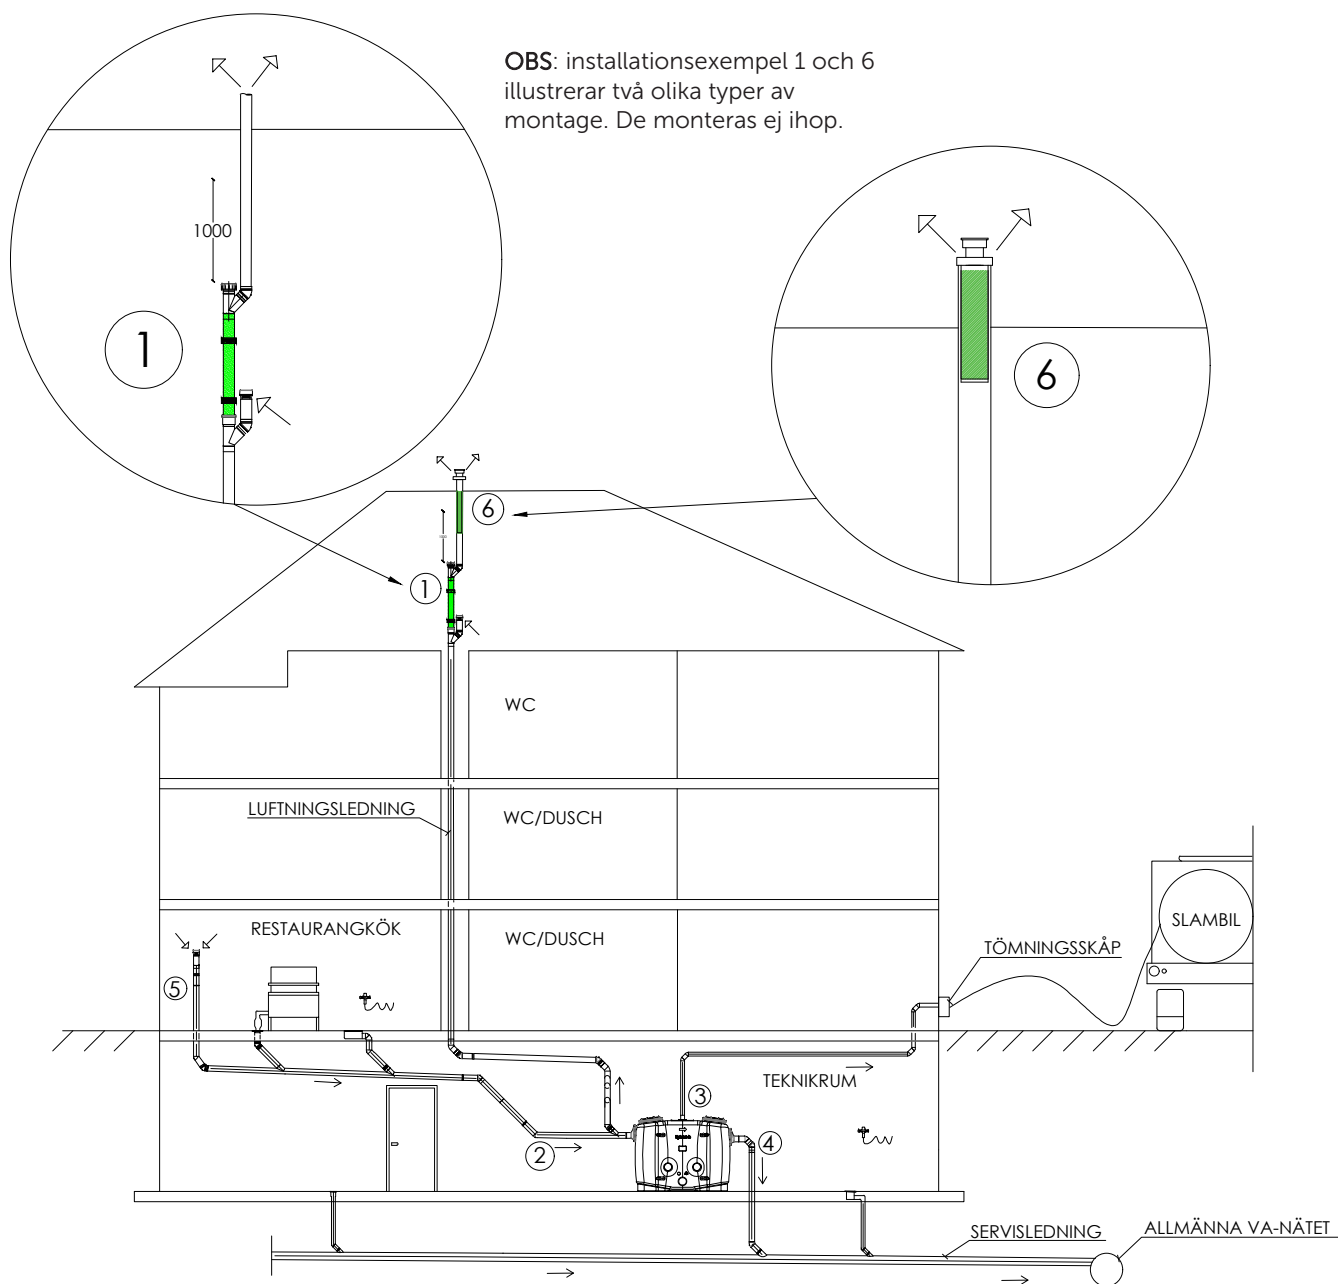 OBS: installationsexempel 1 och 6
illustrerar två olika typer av
montage. De monteras ej ihop.
1000
1
6
6
1
WC
LUFTNINGSLEDNING
WC/DUSCH
RESTAURANGKÖK
WC/DUSCH
SLAMBIL
TÖMNINGSSKÅP
5
TEKNIKRUM
3
2
4
SERVISLEDNING
ALLMÄNNA VA-NÄTET